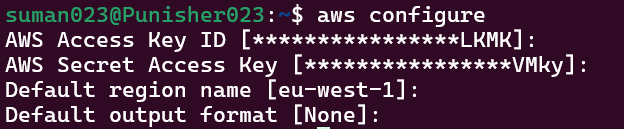 suman023@Punisher023:~$ aws configure
AWS Access Key ID [****************LKMK]:
AWS Secret Access Key [****************VMky]:
Default region name [eu-west-1]:
Default output format [None]: